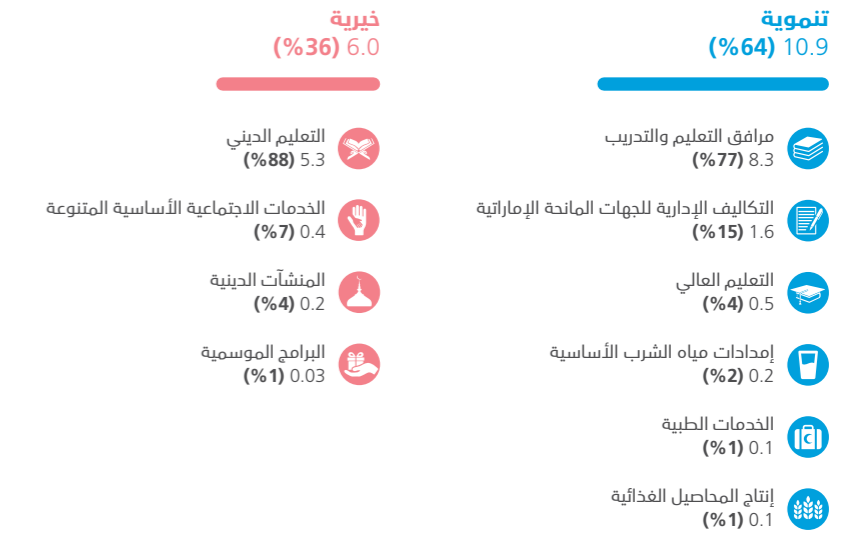 تنموية
10.9 (%64)
مرافق التعليم والتدريب
8.3 (%77)
التكاليف الإدارية للجهات المانحة الإماراتية
1.6 (%15)
التعليم العالي
0.5 (%4)
إمدادات مياه الشرب الأساسية
0.2 (%2)
الخدمات الطبية
0.1 (%1)
إنتاج المحاصيل الغذائية
0.1 (%1)
خيرية
6.0 (%36)
التعليم الديني
5.3 (%88)
الخدمات الاجتماعية الأساسية المتنوعة
0.4 (%7)
المنشآت الدينية
0.2 (%4)
البرامج الموسمية
0.03 (%1)